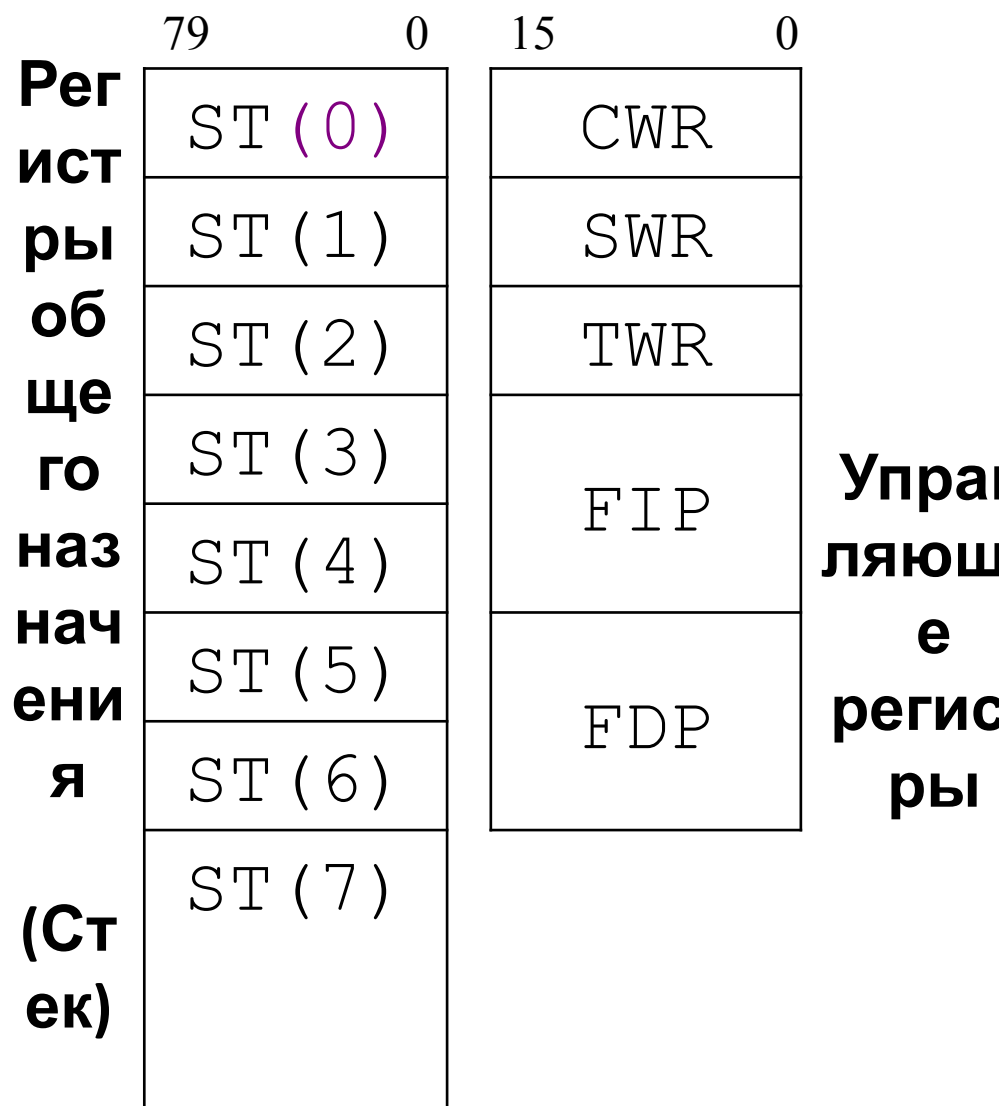 79 0 15 0
Рег
ист
ры
об
ще
го
наз
нач
ени
я
(Ст
ек)
ST(0)
ST(1)
ST(2)
ST(3)
ST(4)
ST(5)
ST(6)
ST(7)
CWR
SWR
TWR
FIP
FDP
Упра
ляющ
е
регис
ры